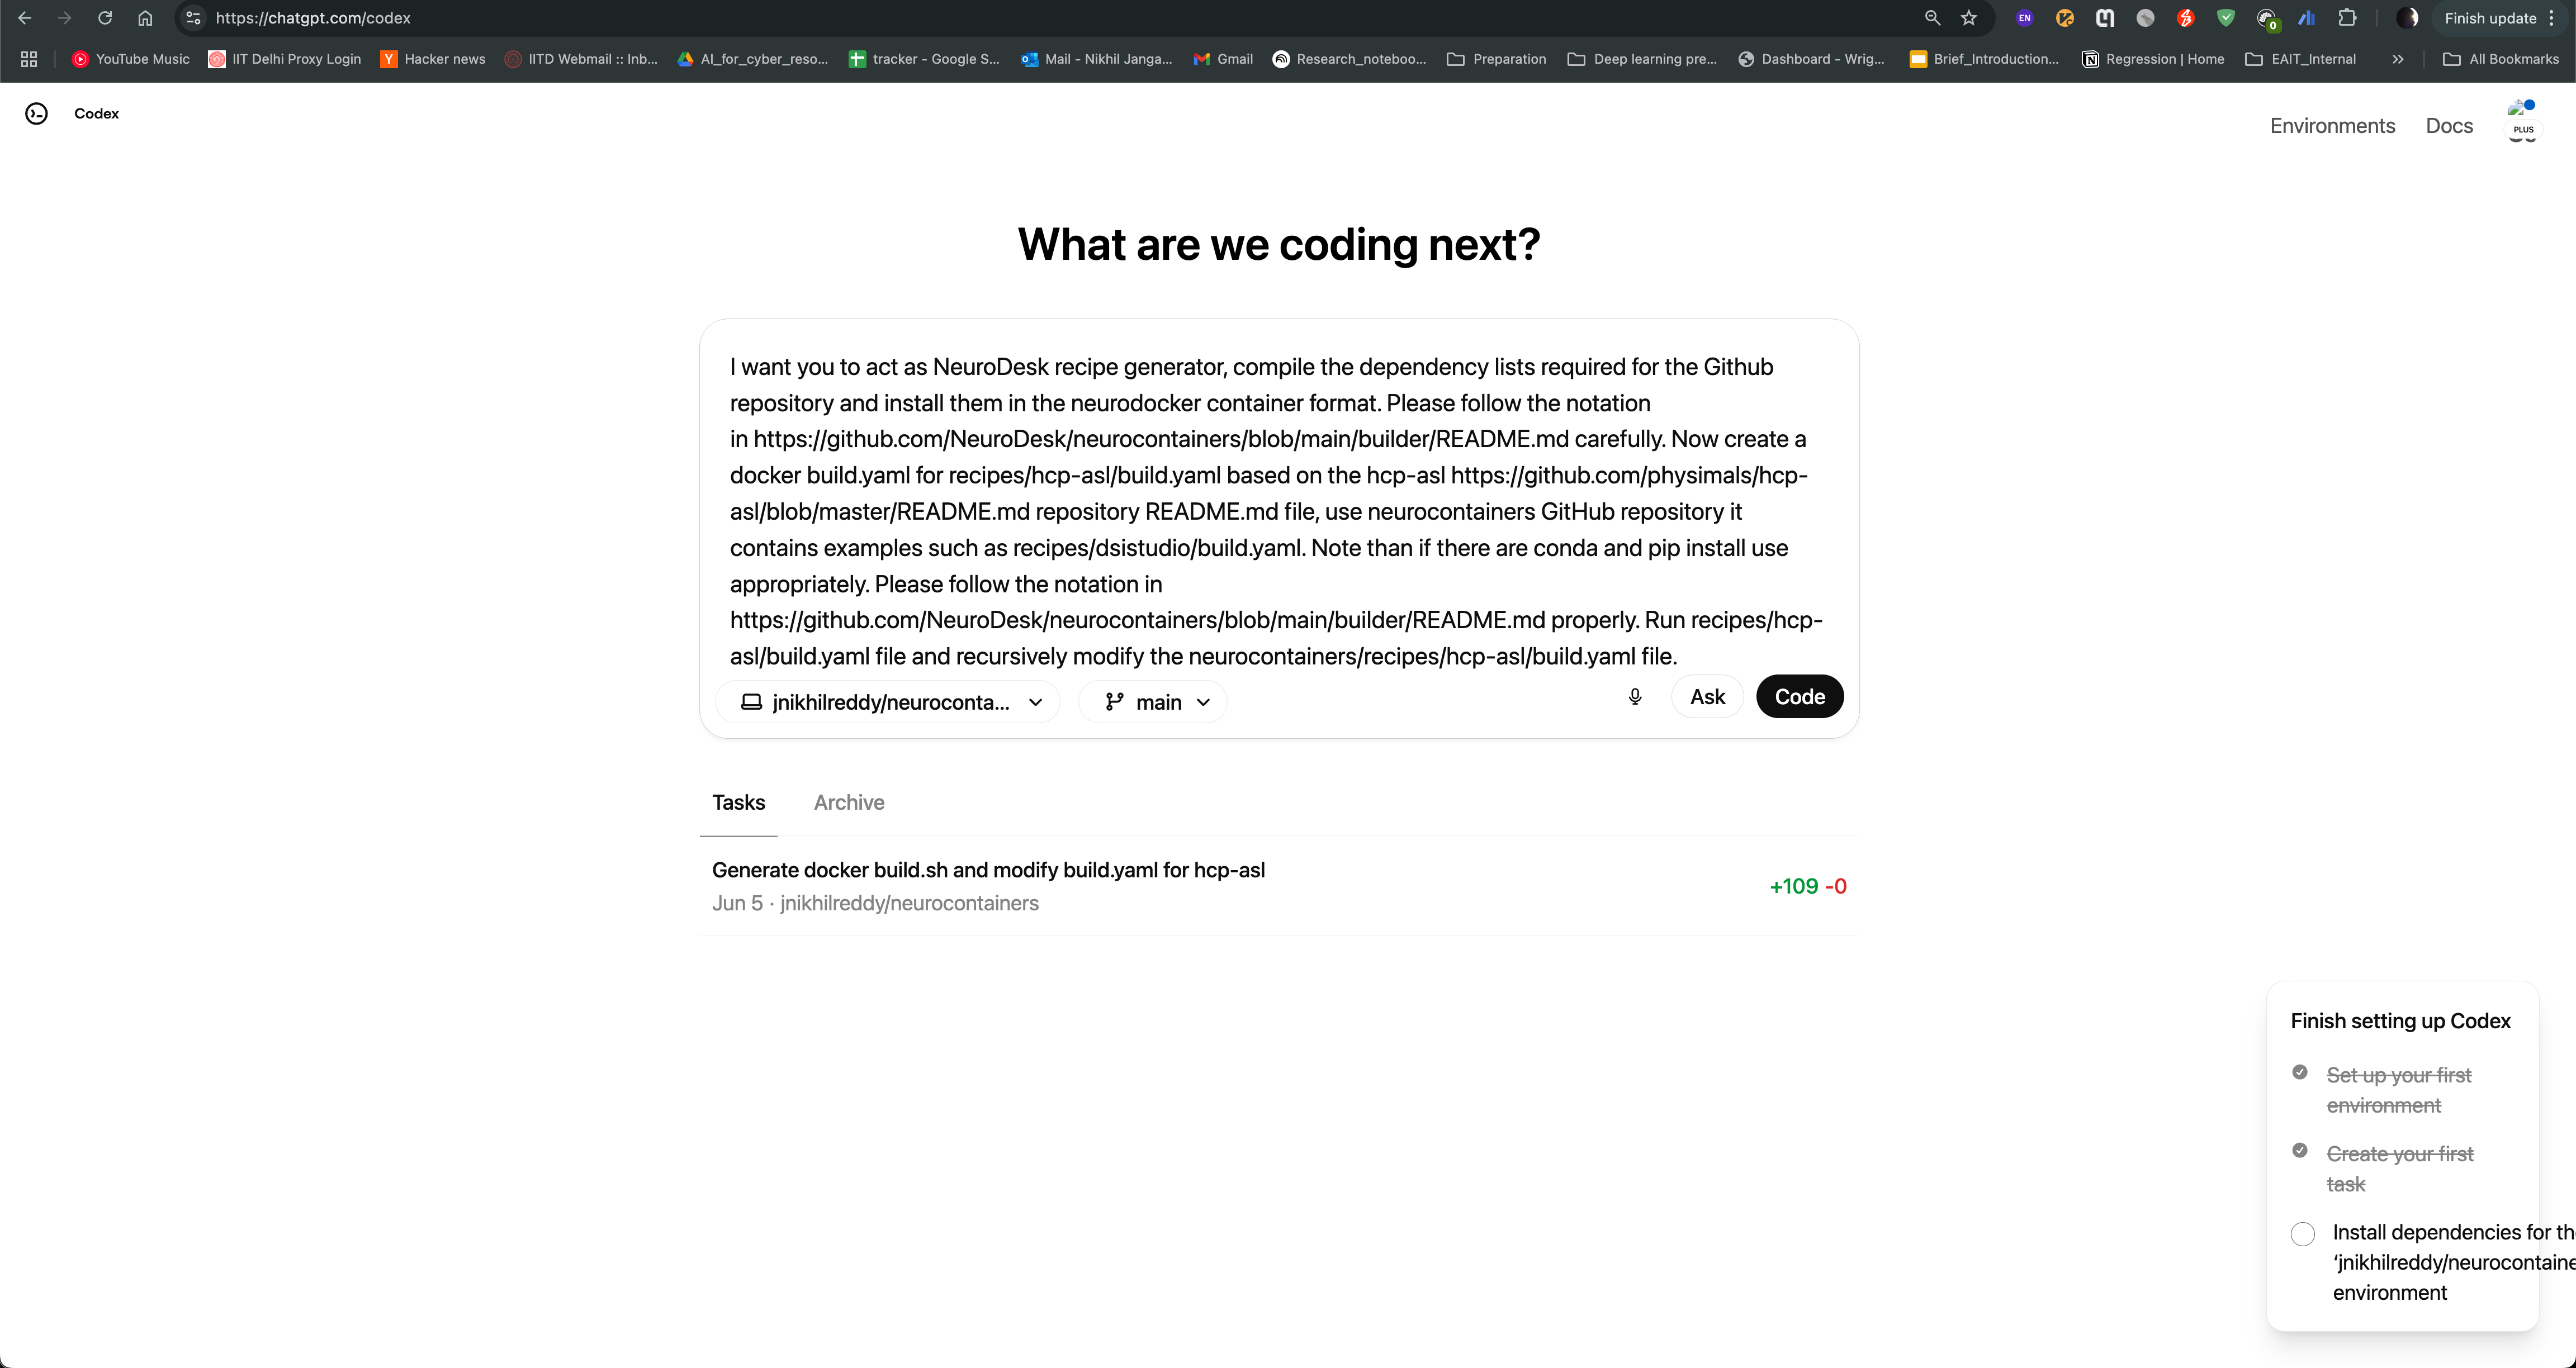 https://chatgpt.com/codex
EN
0
Finish update
YouTube Music
IIT Delhi Proxy Login
Y
Hacker news
IITD Webmail :: Inb...
AI_for_cyber_reso...
tracker - Google S...
Mail - Nikhil Janga...
Gmail
Research_noteboo...
Preparation
Deep learning pre...
Dashboard - Wrig...
Brief_Introduction...
Regression | Home
EAIT_Internal
All Bookmarks
Codex
Environments
Docs
PLUS
What are we coding next?
I want you to act as NeuroDesk recipe generator, compile the dependency lists required for the Github
repository and install them in the neurodocker container format. Please follow the notation
in https://github.com/NeuroDesk/neurocontainers/blob/main/builder/README.md carefully. Now create a
docker build.yaml for recipes/hcp-asl/build.yaml based on the hcp-asl https://github.com/physimals/hcp-
asl/blob/master/README.md repository README.md file, use neurocontainers GitHub repository it
contains examples such as recipes/dsistudio/build.yaml. Note than if there are conda and pip install use
appropriately. Please follow the notation in
https://github.com/NeuroDesk/neurocontainers/blob/main/builder/README.md properly. Run recipes/hcp-
asl/build.yaml file and recursively modify the neurocontainers/recipes/hcp-asl/build.yaml file.
jnikhilreddy/neuroconta...
main
Ask
Code
Tasks
Archive
Generate docker build.sh and modify build.yaml for hcp-asl
Jun 5 · jnikhilreddy/neurocontainers
+109 -0
Finish setting up Codex
Set up your first
environment
Create your first
task
Install dependencies for th
‘jnikhilreddy/neurocontaine
environment